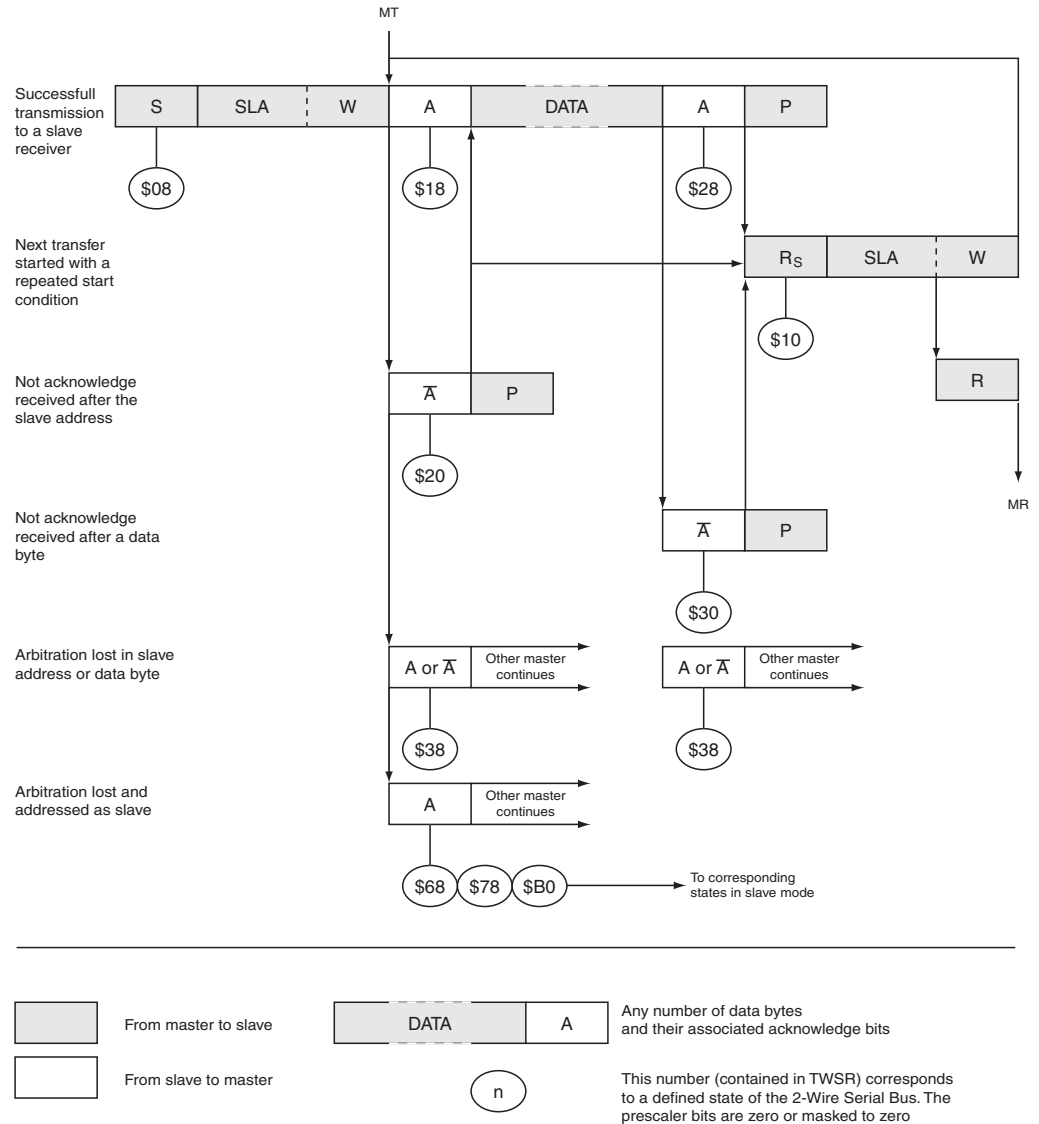 MT
Successfull
transmission
to a slave
receiver
S SLA W A DATA A P
$08 $18 $28
Next transfer
started with a
repeated start
condition
RS SLA W
$10
Not acknowledge
received after the
slave address
A̅ P
R
$20
MR
Not acknowledge
received after a data
byte
A̅ P
$30
Arbitration lost in slave
address or data byte
A or A̅ Other master
continues
A or A̅ Other master
continues
$38 $38
Arbitration lost and
addressed as slave
A Other master
continues
$68 $78 $B0
To corresponding
states in slave mode
From master to slave
DATA A
Any number of data bytes
and their associated acknowledge bits
From slave to master
n
This number (contained in TWSR) corresponds
to a defined state of the 2-Wire Serial Bus. The
prescaler bits are zero or masked to zero